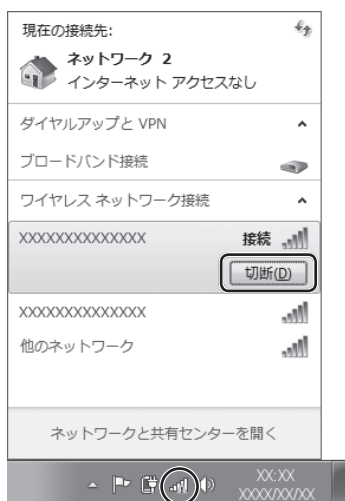 現在の接続先:
ネットワーク 2
インターネット アクセスなし
ダイヤルアップと VPN
ブロードバンド接続
ワイヤレス ネットワーク接続
XXXXXXXXXXXXXX 接続
切断(D)
XXXXXXXXXXXXXX
他のネットワーク
ネットワークと共有センターを開く
XX:XX
XXXX/XX/XX